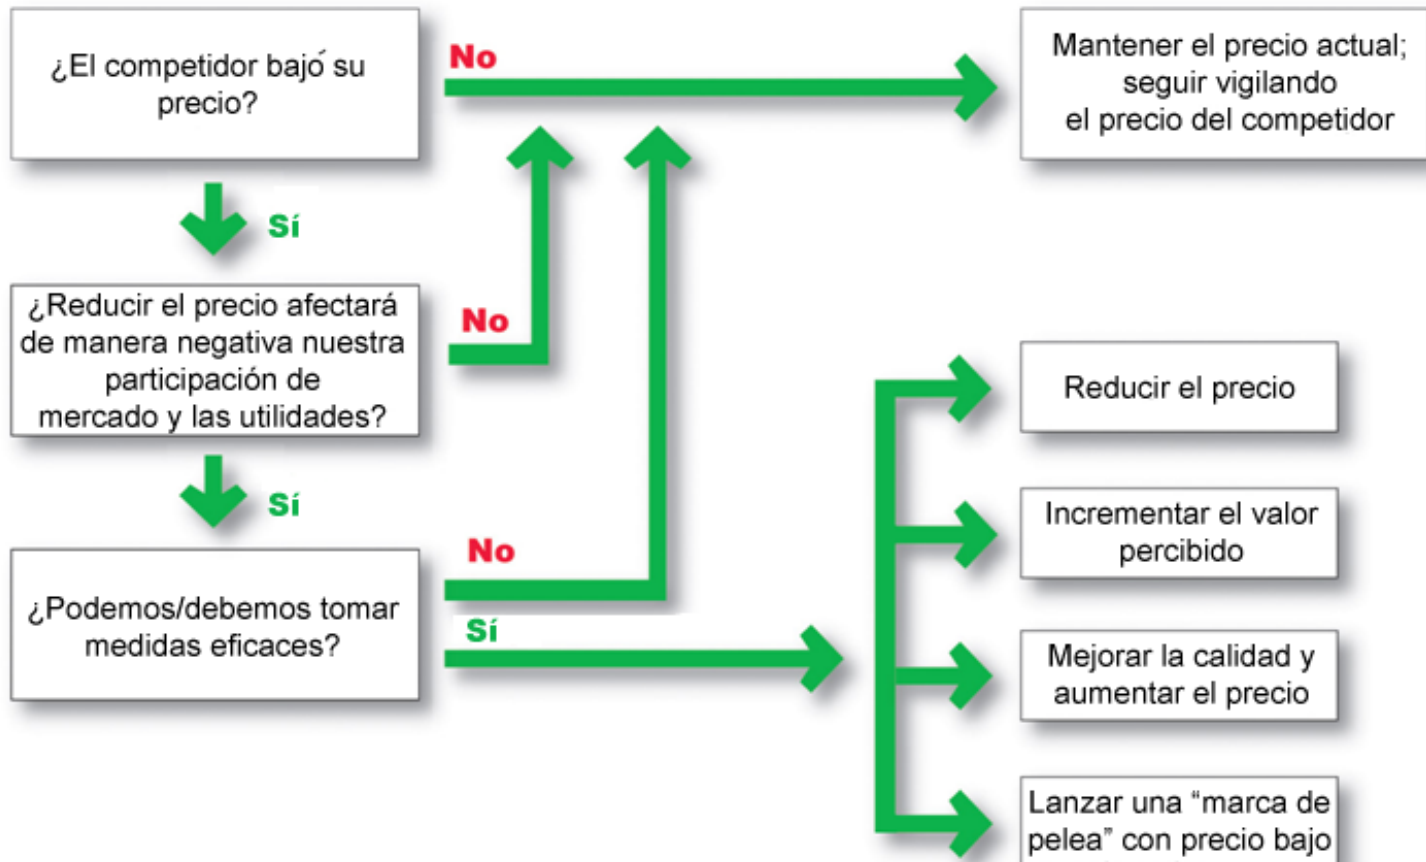 ¿El competidor bajó su
precio?
No
Mantener el precio actual;
seguir vigilando
el precio del competidor
Sí
¿Reducir el precio afectará
de manera negativa nuestra
participación de
mercado y las utilidades?
No
Sí
¿Podemos/debemos tomar
medidas eficaces?
No
Sí
Reducir el precio
Incrementar el valor
percibido
Mejorar la calidad y
aumentar el precio
Lanzar una “marca de
pelea” con precio bajo